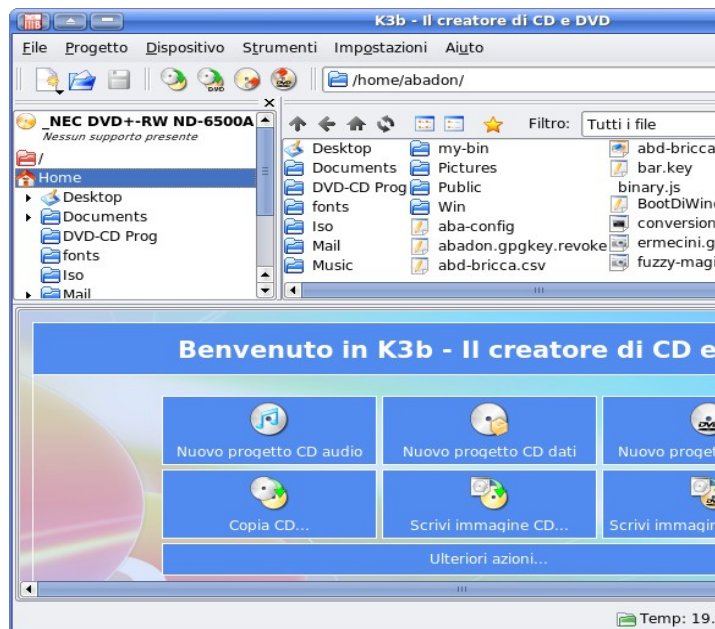 K3b - Il creatore di CD e DVD
File Progetto Dispositivo Strumenti Impostazioni Aiuto
/home/abadon/
_NEC DVD+-RW ND-6500A
Nessun supporto presente
/
Home
Desktop
Documents
DVD-CD Prog
fonts
Iso
Mail
Filtro: Tutti i file
Desktop my-bin abd-bricca
Documents Pictures bar.key
DVD-CD Prog Public binary.js
fonts Win BootDiWin
Iso aba-config conversion
Mail abadon.gpgkey.revoke ermecini.g
Music abd-bricca.csv fuzzy-magi
Benvenuto in K3b - Il creatore di CD e
Nuovo progetto CD audio Nuovo progetto CD dati Nuovo proget
Copia CD... Scrivi immagine CD... Scrivi immagin
Ulteriori azioni...
Temp: 19.